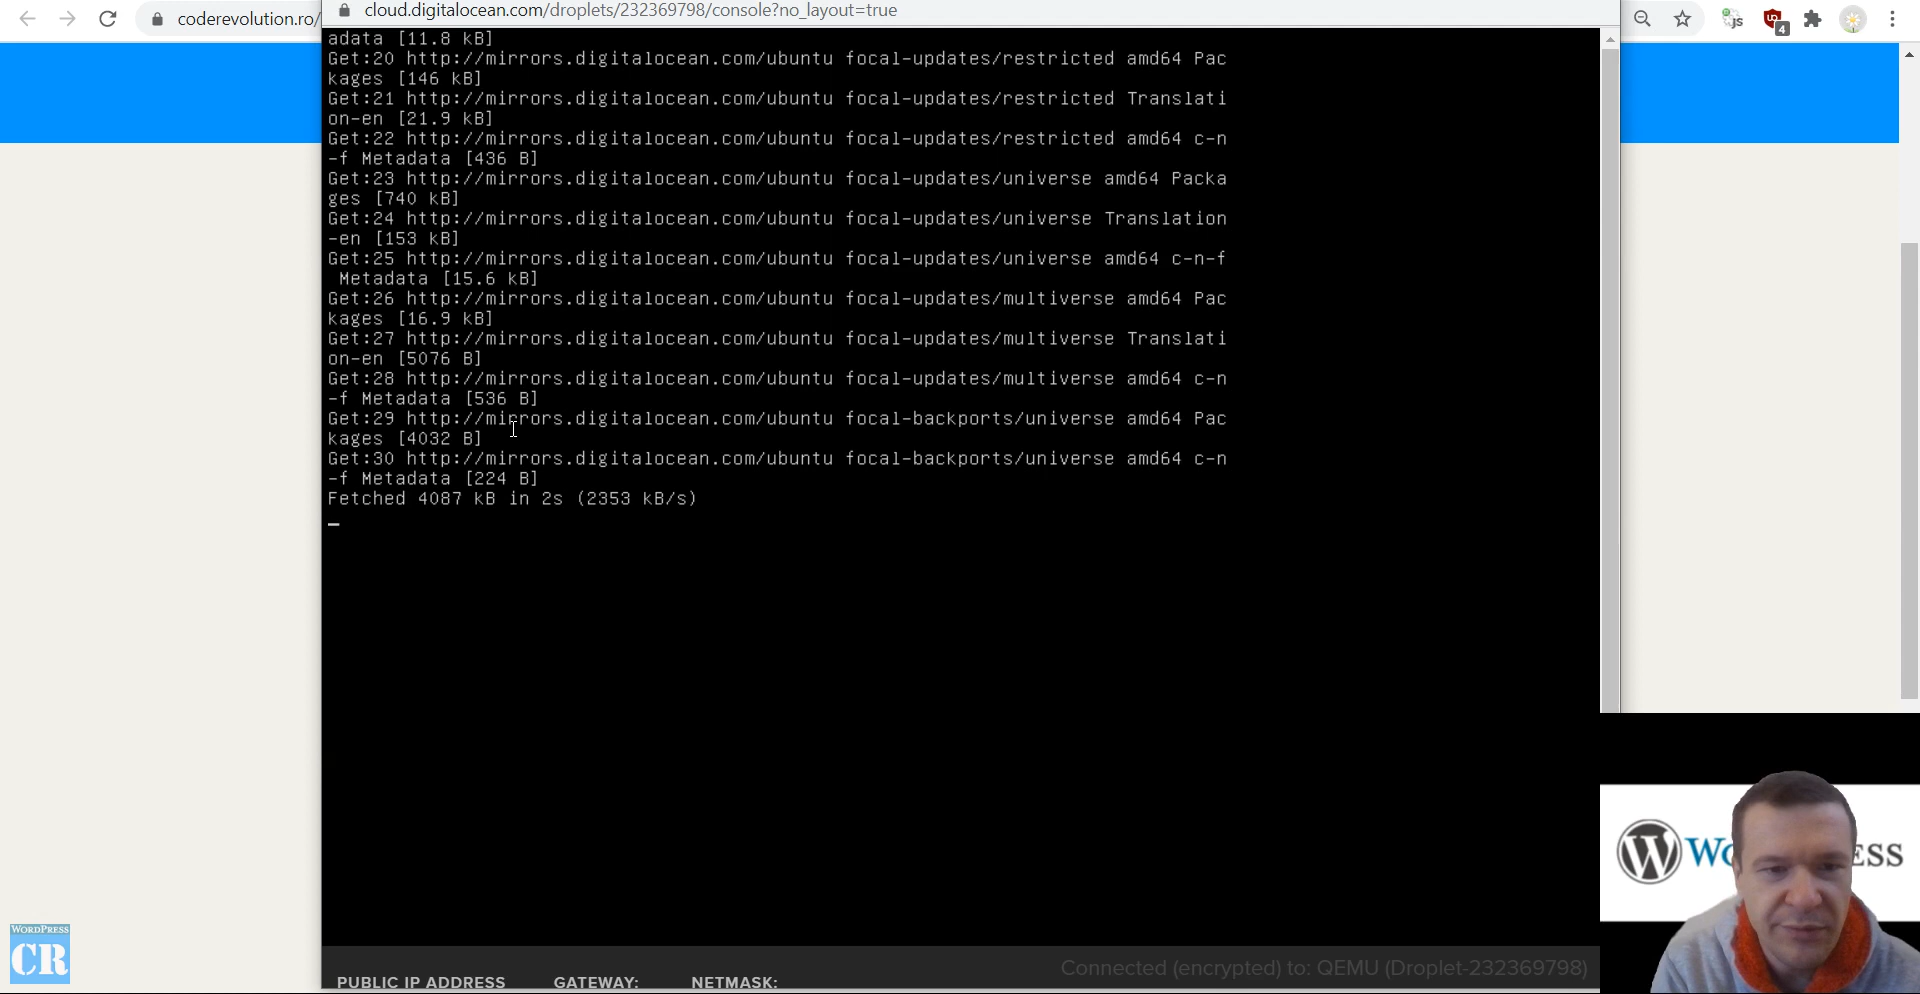 coderevolution.ro/
cloud.digitalocean.com/droplets/232369798/console?no_layout=true
JS
4
adata [11.8 kB]
Get:20 http://mirrors.digitalocean.com/ubuntu focal-updates/restricted amd64 Pac
kages [146 kB]
Get:21 http://mirrors.digitalocean.com/ubuntu focal-updates/restricted Translati
on-en [21.9 kB]
Get:22 http://mirrors.digitalocean.com/ubuntu focal-updates/restricted amd64 c-n
-f Metadata [436 B]
Get:23 http://mirrors.digitalocean.com/ubuntu focal-updates/universe amd64 Packa
ges [740 kB]
Get:24 http://mirrors.digitalocean.com/ubuntu focal-updates/universe Translation
-en [153 kB]
Get:25 http://mirrors.digitalocean.com/ubuntu focal-updates/universe amd64 c-n-f
 Metadata [15.6 kB]
Get:26 http://mirrors.digitalocean.com/ubuntu focal-updates/multiverse amd64 Pac
kages [16.9 kB]
Get:27 http://mirrors.digitalocean.com/ubuntu focal-updates/multiverse Translati
on-en [5076 B]
Get:28 http://mirrors.digitalocean.com/ubuntu focal-updates/multiverse amd64 c-n
-f Metadata [536 B]
Get:29 http://mirrors.digitalocean.com/ubuntu focal-backports/universe amd64 Pac
kages [4032 B]
Get:30 http://mirrors.digitalocean.com/ubuntu focal-backports/universe amd64 c-n
-f Metadata [224 B]
Fetched 4087 kB in 2s (2353 kB/s)
W Wo ESS
WORDPRESS
CR
Connected (encrypted) to: QEMU (Droplet-232369798)
PUBLIC IP ADDRESS GATEWAY: NETMASK: